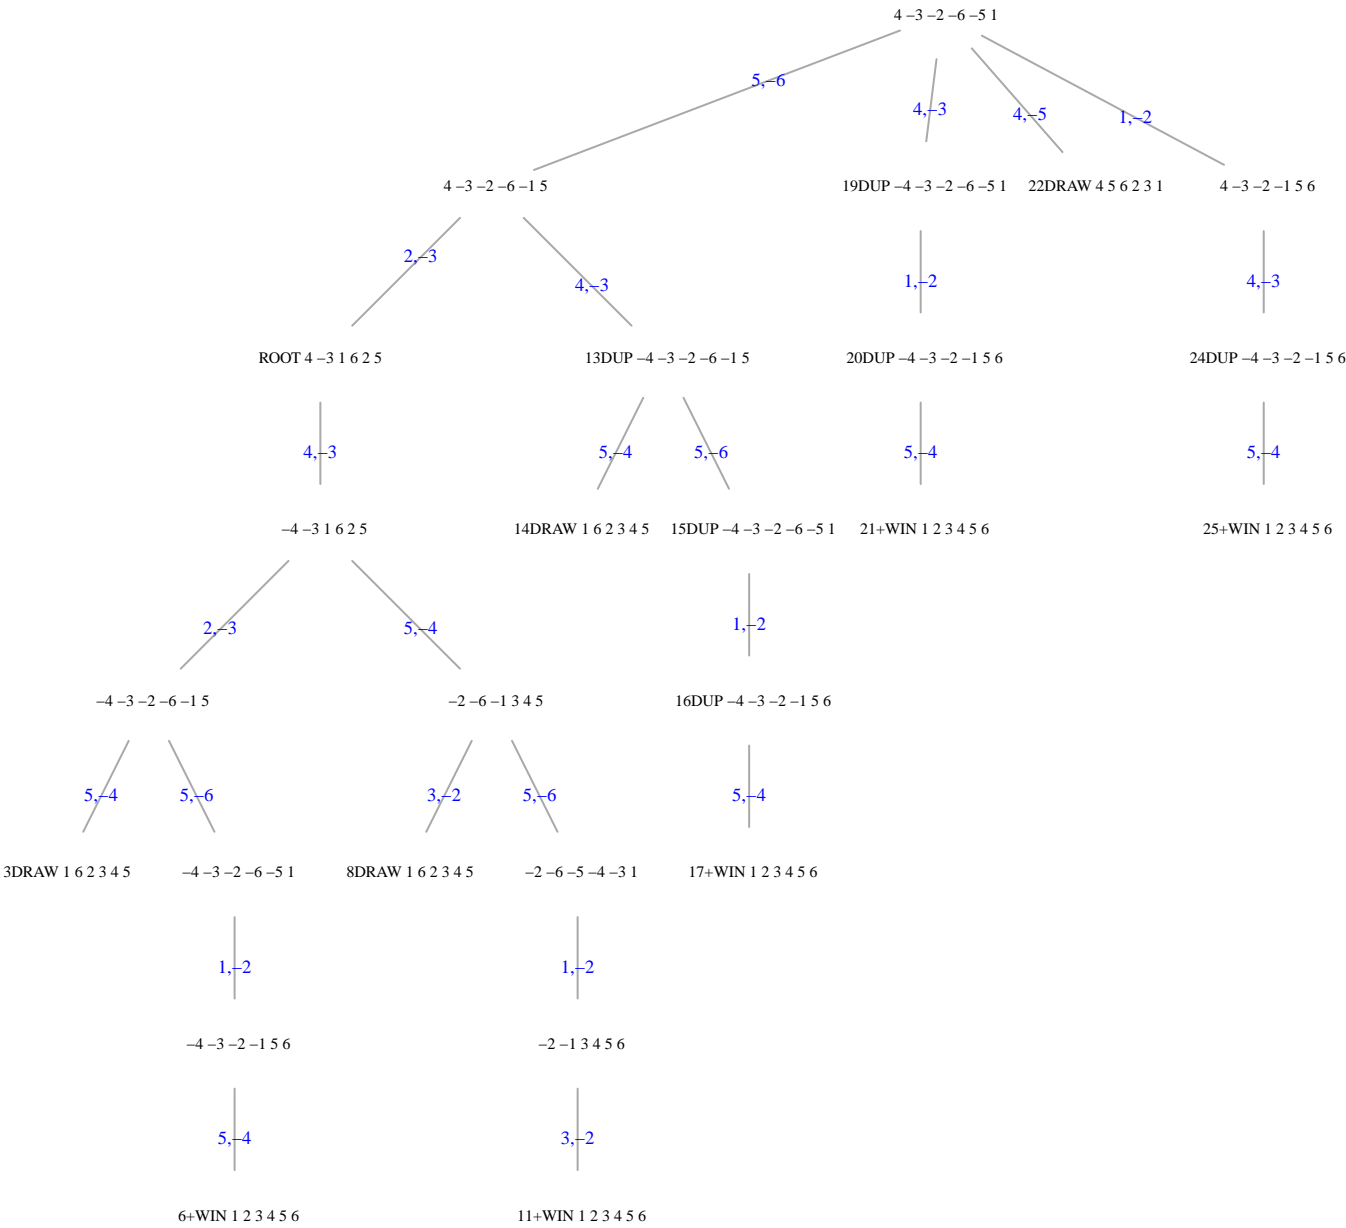 4 –3 –2 –6 –5 1
5,–6
4,–3
4,–5
1,–2
4 –3 –2 –6 –1 5
19DUP –4 –3 –2 –6 –5 1
22DRAW 4 5 6 2 3 1
4 –3 –2 –1 5 6
2,–3
4,–3
1,–2
4,–3
ROOT 4 –3 1 6 2 5
13DUP –4 –3 –2 –6 –1 5
20DUP –4 –3 –2 –1 5 6
24DUP –4 –3 –2 –1 5 6
4,–3
5,–4
5,–6
5,–4
5,–4
–4 –3 1 6 2 5
14DRAW 1 6 2 3 4 5
15DUP –4 –3 –2 –6 –5 1
21+WIN 1 2 3 4 5 6
25+WIN 1 2 3 4 5 6
2,–3
5,–4
1,–2
–4 –3 –2 –6 –1 5
–2 –6 –1 3 4 5
16DUP –4 –3 –2 –1 5 6
5,–4
5,–6
3,–2
5,–6
5,–4
3DRAW 1 6 2 3 4 5
–4 –3 –2 –6 –5 1
8DRAW 1 6 2 3 4 5
–2 –6 –5 –4 –3 1
17+WIN 1 2 3 4 5 6
1,–2
1,–2
–4 –3 –2 –1 5 6
–2 –1 3 4 5 6
5,–4
3,–2
6+WIN 1 2 3 4 5 6
11+WIN 1 2 3 4 5 6